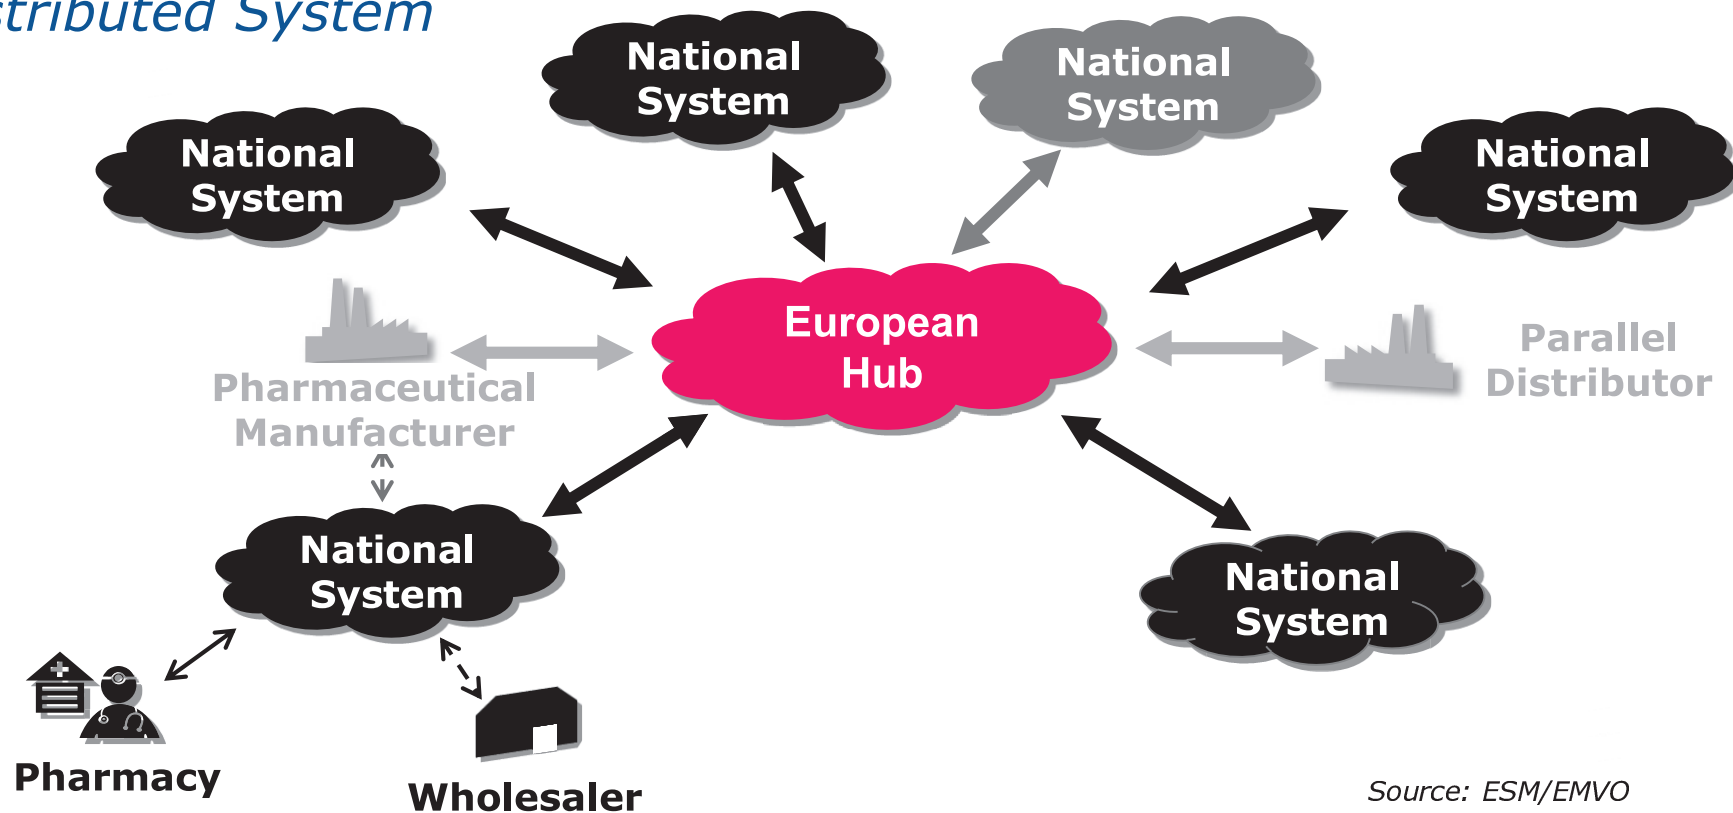 stributed System
National
System
National
System
National
System
National
System
European
Hub
Pharmaceutical
Manufacturer
Parallel
Distributor
National
System
National
System
Pharmacy
Wholesaler
Source: ESM/EMVO